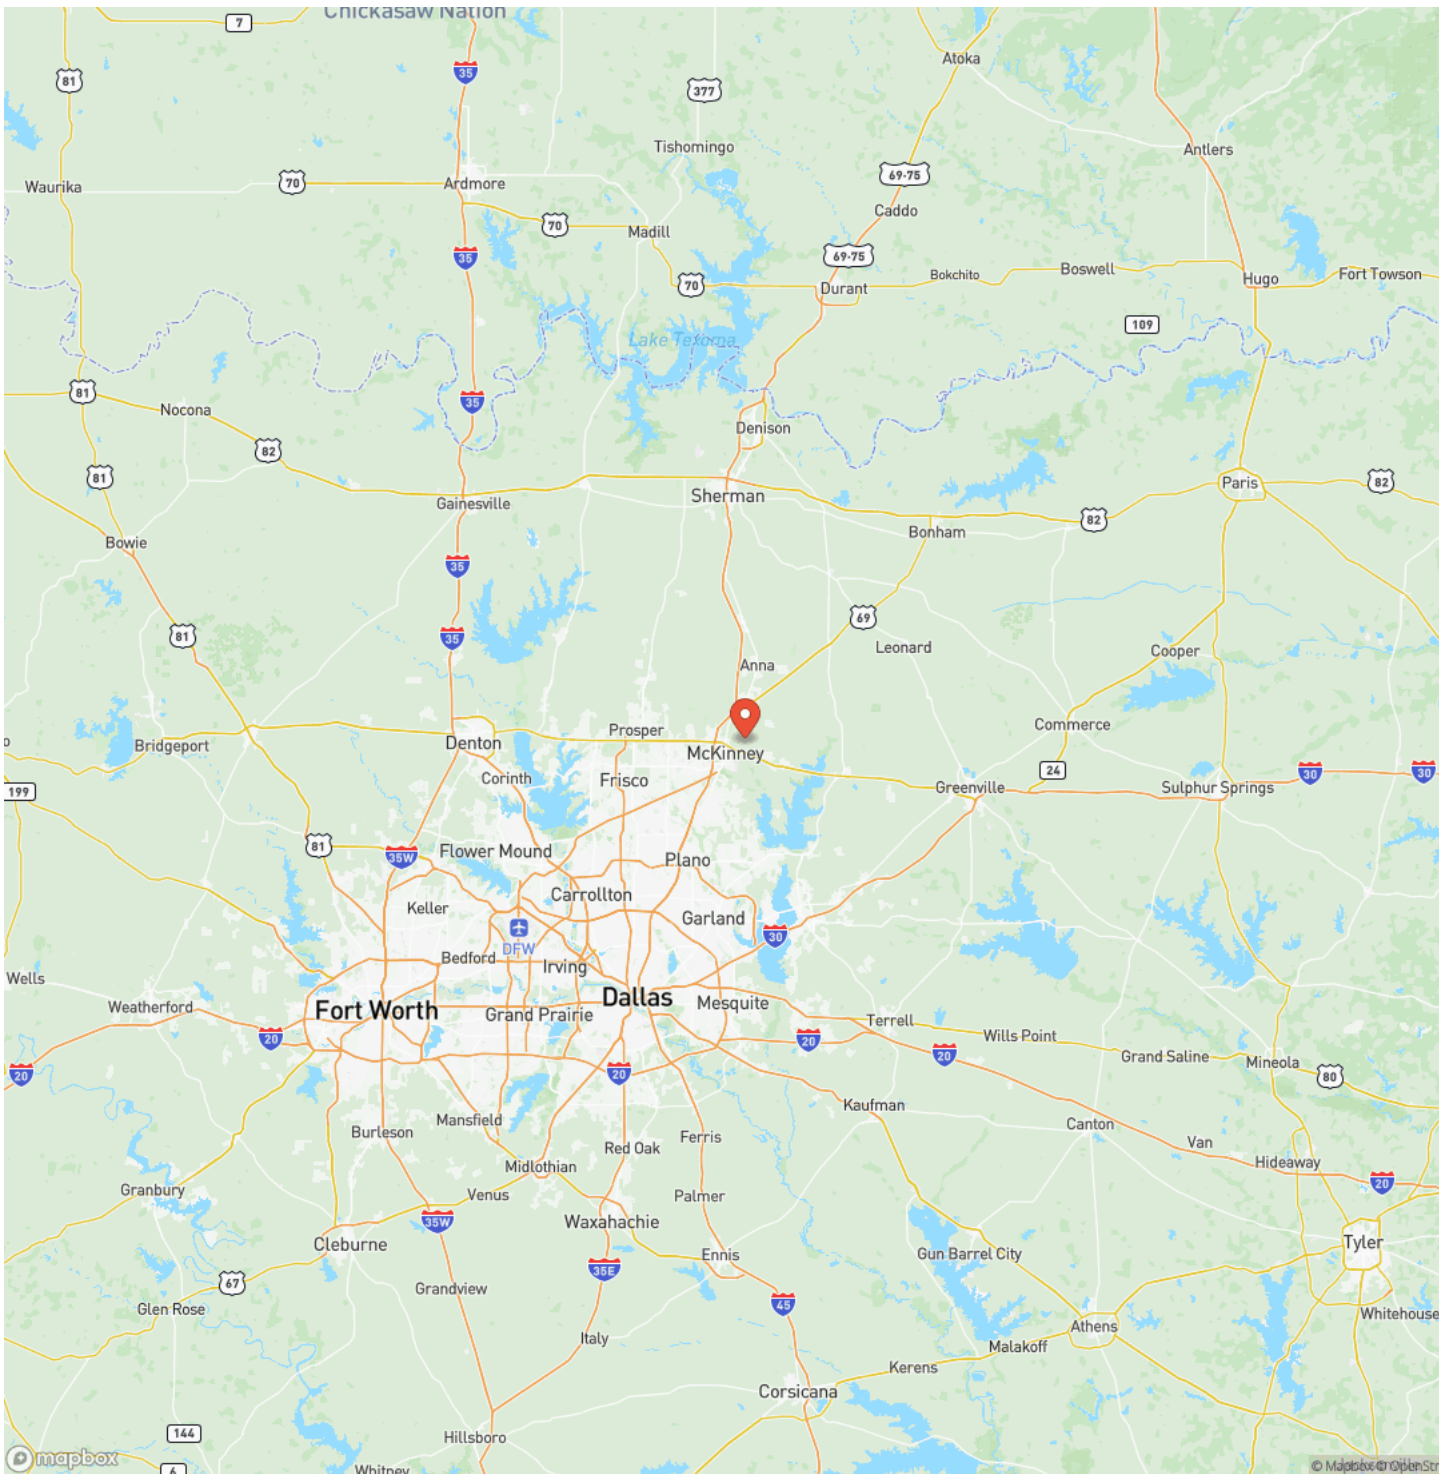 Chickasaw Nation
7
35
81
Atoka
377
Tishomingo
Antlers
69-75
Waurika
70
Ardmore
Caddo
70
Madill
35
69-75
Bokchito
Boswell
Hugo
Fort Towson
70
Durant
109
Lake Texoma
81
35
Nocona
Denison
82
81
Gainesville
Sherman
Paris
82
82
Bonham
Bowie
35
69
81
35
Leonard
Cooper
Anna
Commerce
Prosper
Bridgeport
Denton
McKinney
24
30
30
Corinth
Frisco
Greenville
Sulphur Springs
199
81
35W
Flower Mound
Plano
Carrollton
Keller
Garland
30
DFW
Bedford
Irving
Wells
Weatherford
Fort Worth
Dallas
Mesquite
Grand Prairie
Terrell
Wills Point
20
20
20
Grand Saline
Mineola
20
20
80
Kaufman
Mansfield
Canton
Burleson
Ferris
Red Oak
Van
Midlothian
Hideaway
Granbury
Venus
Palmer
20
35W
Waxahachie
Cleburne
Ennis
Gun Barrel City
Tyler
35E
67
Grandview
45
Glen Rose
Whitehouse
Italy
Athens
Malakoff
Kerens
Corsicana
144
Hillsboro
mapbox
6
Whitney
© Mapbox © OpenStr